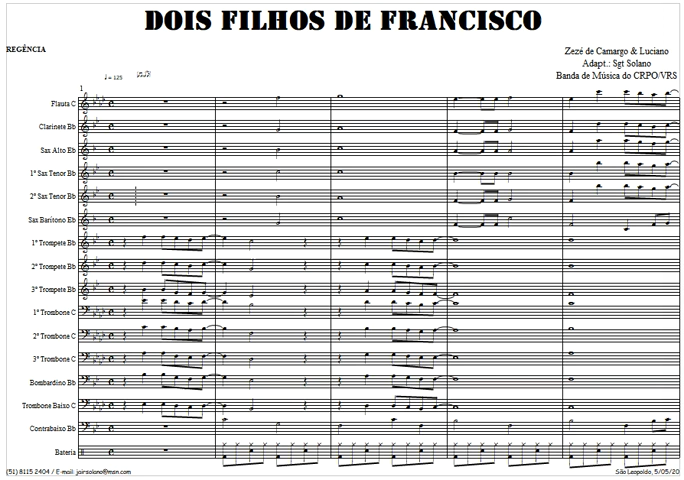 DOIS FILHOS DE FRANCISCO
REGÊNCIA
Zezé de Camargo & Luciano
Adapt.: Sgt Solano
Banda de Música do CRPO/VRS
♩ = 125
1
Flauta C
Clarinete Bb
Sax Alto Eb
1º Sax Tenor Bb
2º Sax Tenor Bb
Sax Barítono Eb
1º Trompete Bb
2º Trompete Bb
3º Trompete Bb
1º Trombone C
2º Trombone C
3º Trombone C
Bombardino Bb
Trombone Baixo C
Contrabaixo Bb
Bateria
(51) 8115 2404 / E-mail: jairsolano@msn.com
São Leopoldo, 5/05/20